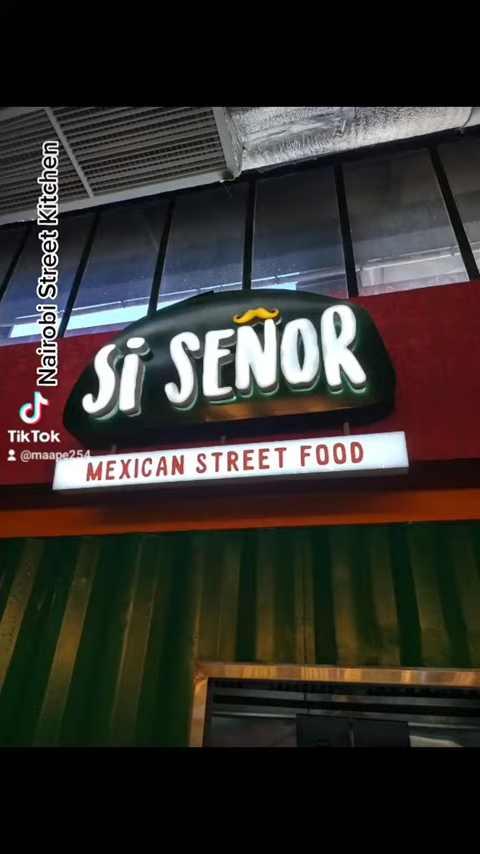 Nairobi Street Kitchen
Si SEÑOR
MEXICAN STREET FOOD
TikTok
@maape254